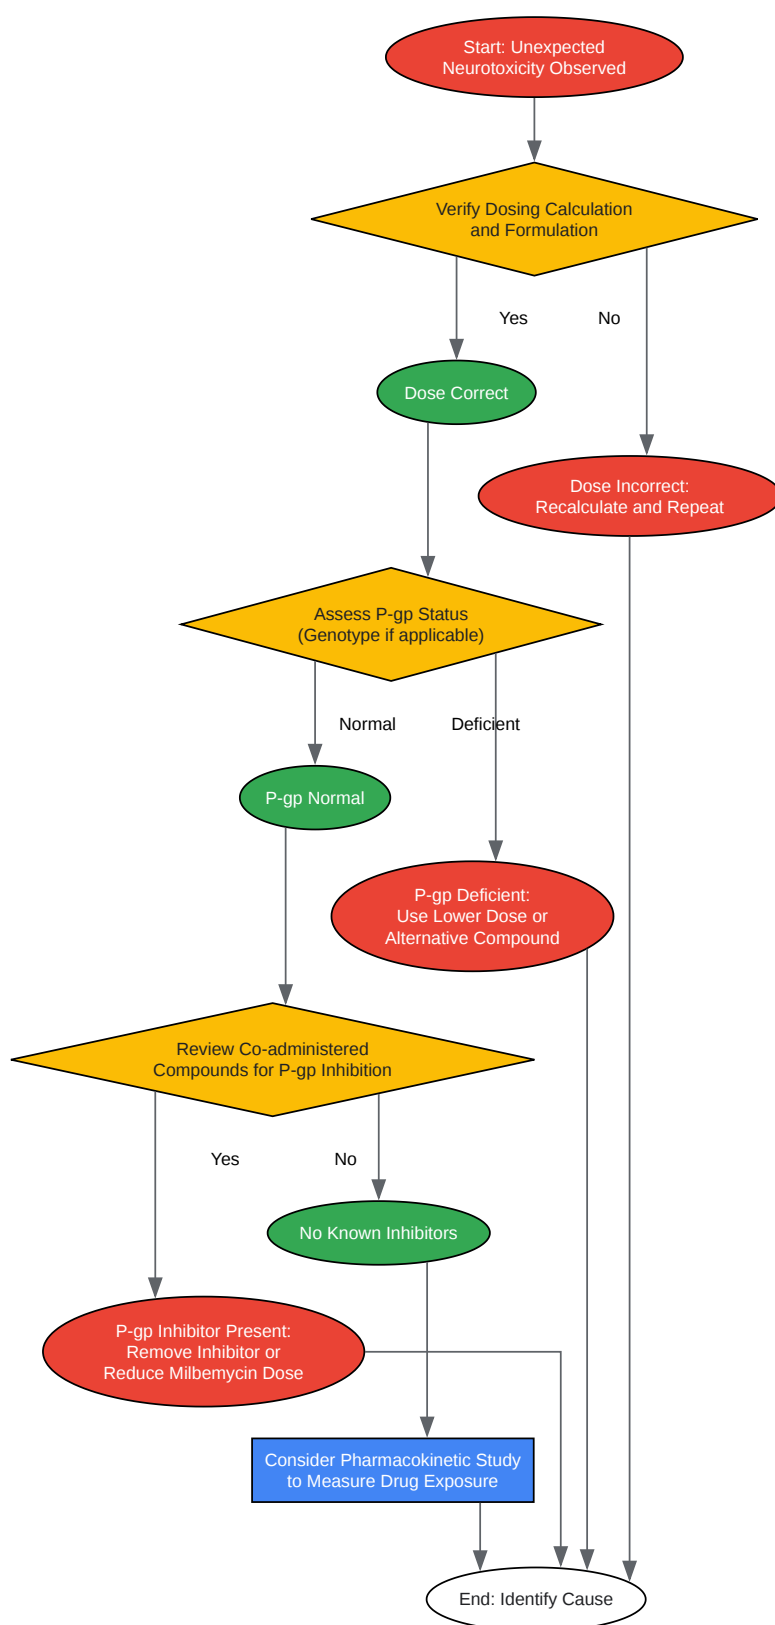 Start: Unexpected
Neurotoxicity Observed
Verify Dosing Calculation
and Formulation
Yes
No
Dose Correct
Dose Incorrect:
Recalculate and Repeat
Assess P-gp Status
(Genotype if applicable)
Normal
Deficient
P-gp Normal
P-gp Deficient:
Use Lower Dose or
Alternative Compound
Review Co-administered
Compounds for P-gp Inhibition
Yes
No
No Known Inhibitors
P-gp Inhibitor Present:
Remove Inhibitor or
Reduce Milbemycin Dose
Consider Pharmacokinetic Study
to Measure Drug Exposure
End: Identify Cause